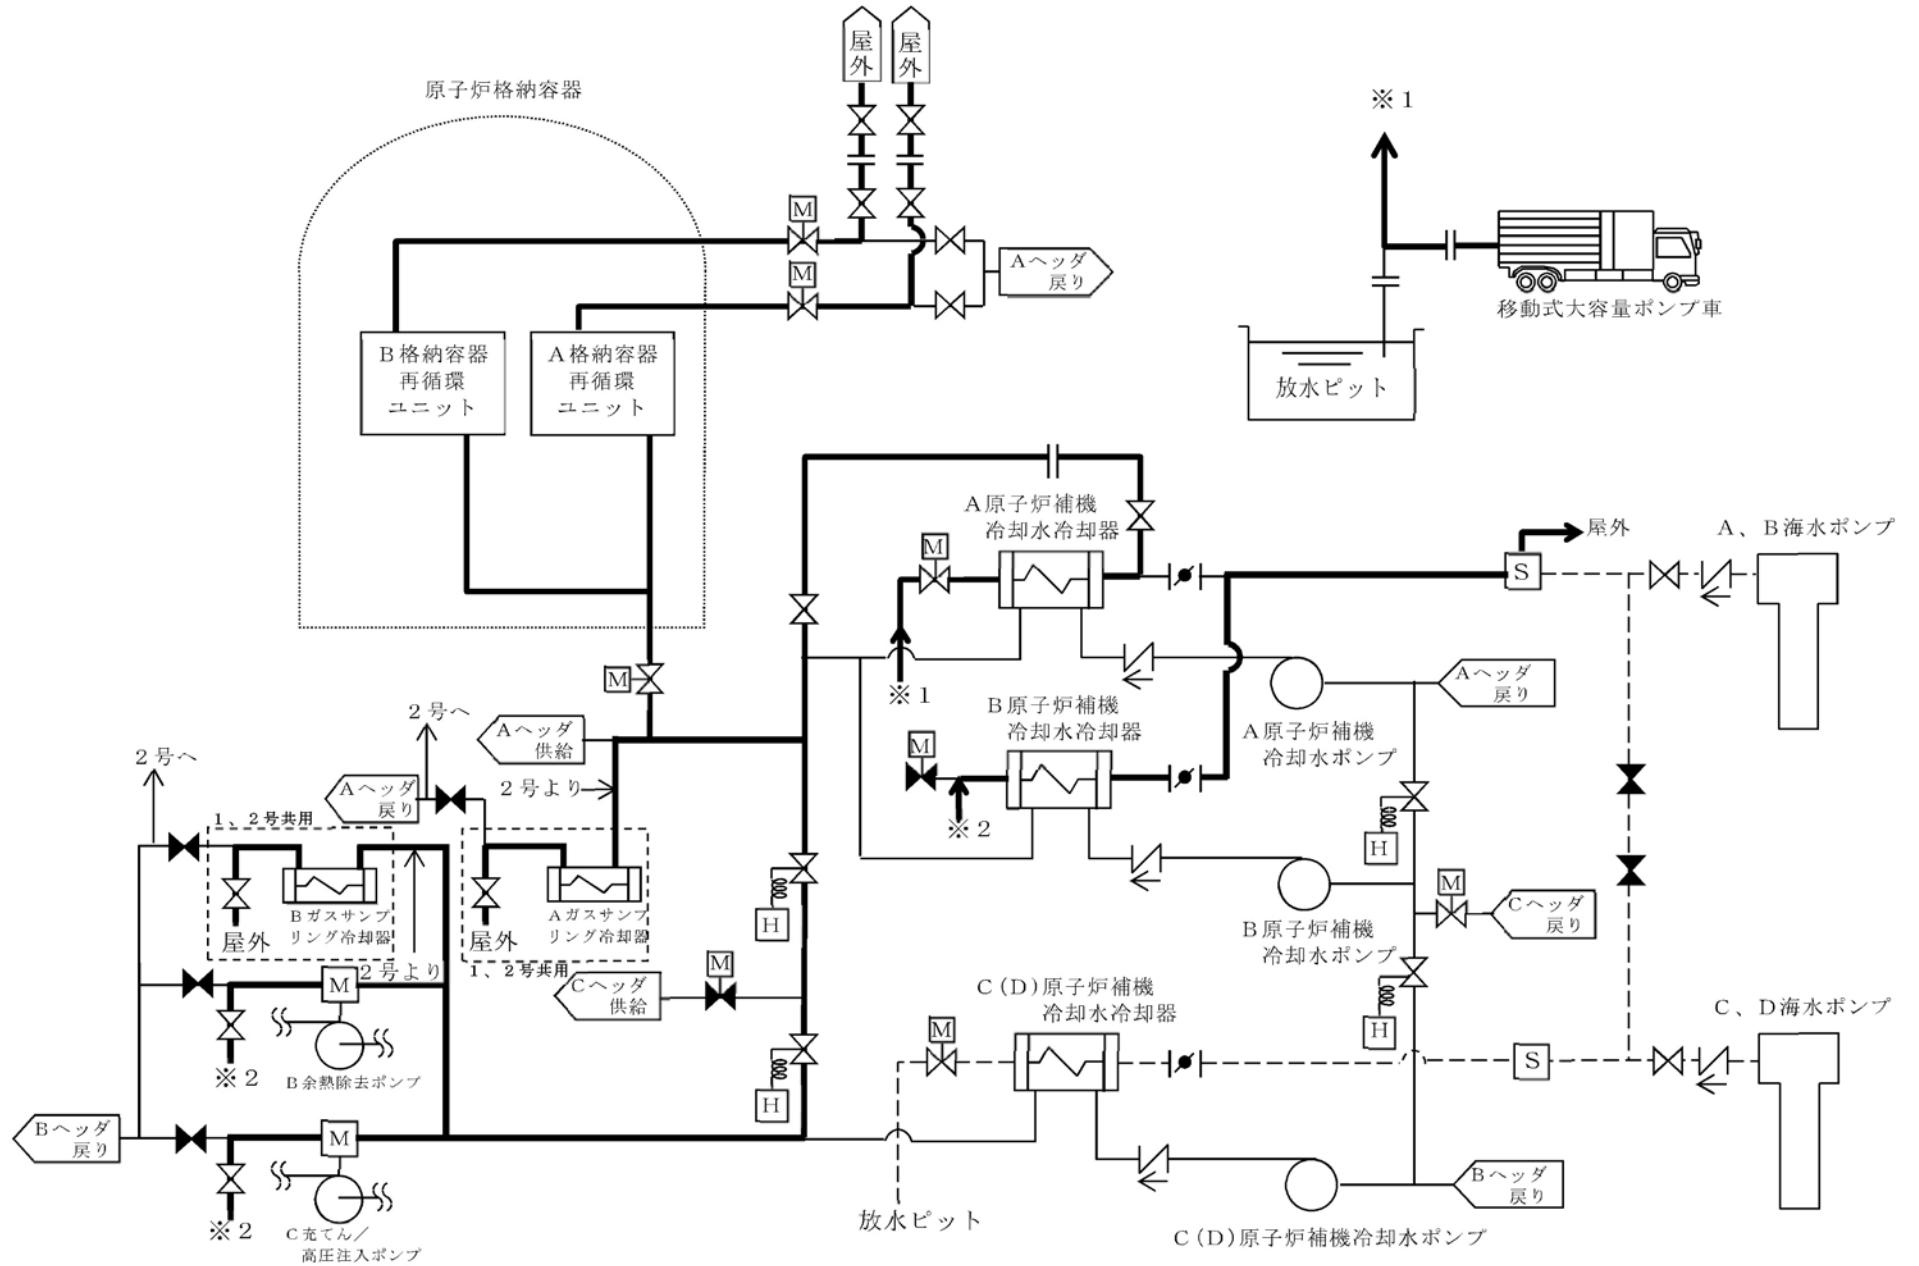 屋外
屋外
原子炉格納容器
※1
M
M
Aヘッダ
戻り
移動式大容量ポンプ車
B格納容器
再循環
ユニット
A格納容器
再循環
ユニット
放水ピット
A原子炉補機
冷却水冷却器
M
屋外
A、B海水ポンプ
S
M
※1
Aヘッダ
戻り
B原子炉補機
冷却水冷却器
A原子炉補機
冷却水ポンプ
2号へ
Aヘッダ
供給
M
2号へ
Aヘッダ
戻り
2号より
※2
1、2号共用
H
Bガスサンプ
リング冷却器
屋外
Aガスサンプ
リング冷却器
屋外
H
M
Cヘッダ
戻り
B原子炉補機
冷却水ポンプ
1、2号共用
2号より
M
M
Cヘッダ
供給
C(D)原子炉補機
冷却水冷却器
C、D海水ポンプ
M
H
S
※2
B余熱除去ポンプ
H
Bヘッダ
戻り
M
Bヘッダ
戻り
※2
C充てん/
高圧注入ポンプ
放水ピット
C(D)原子炉補機冷却水ポンプ